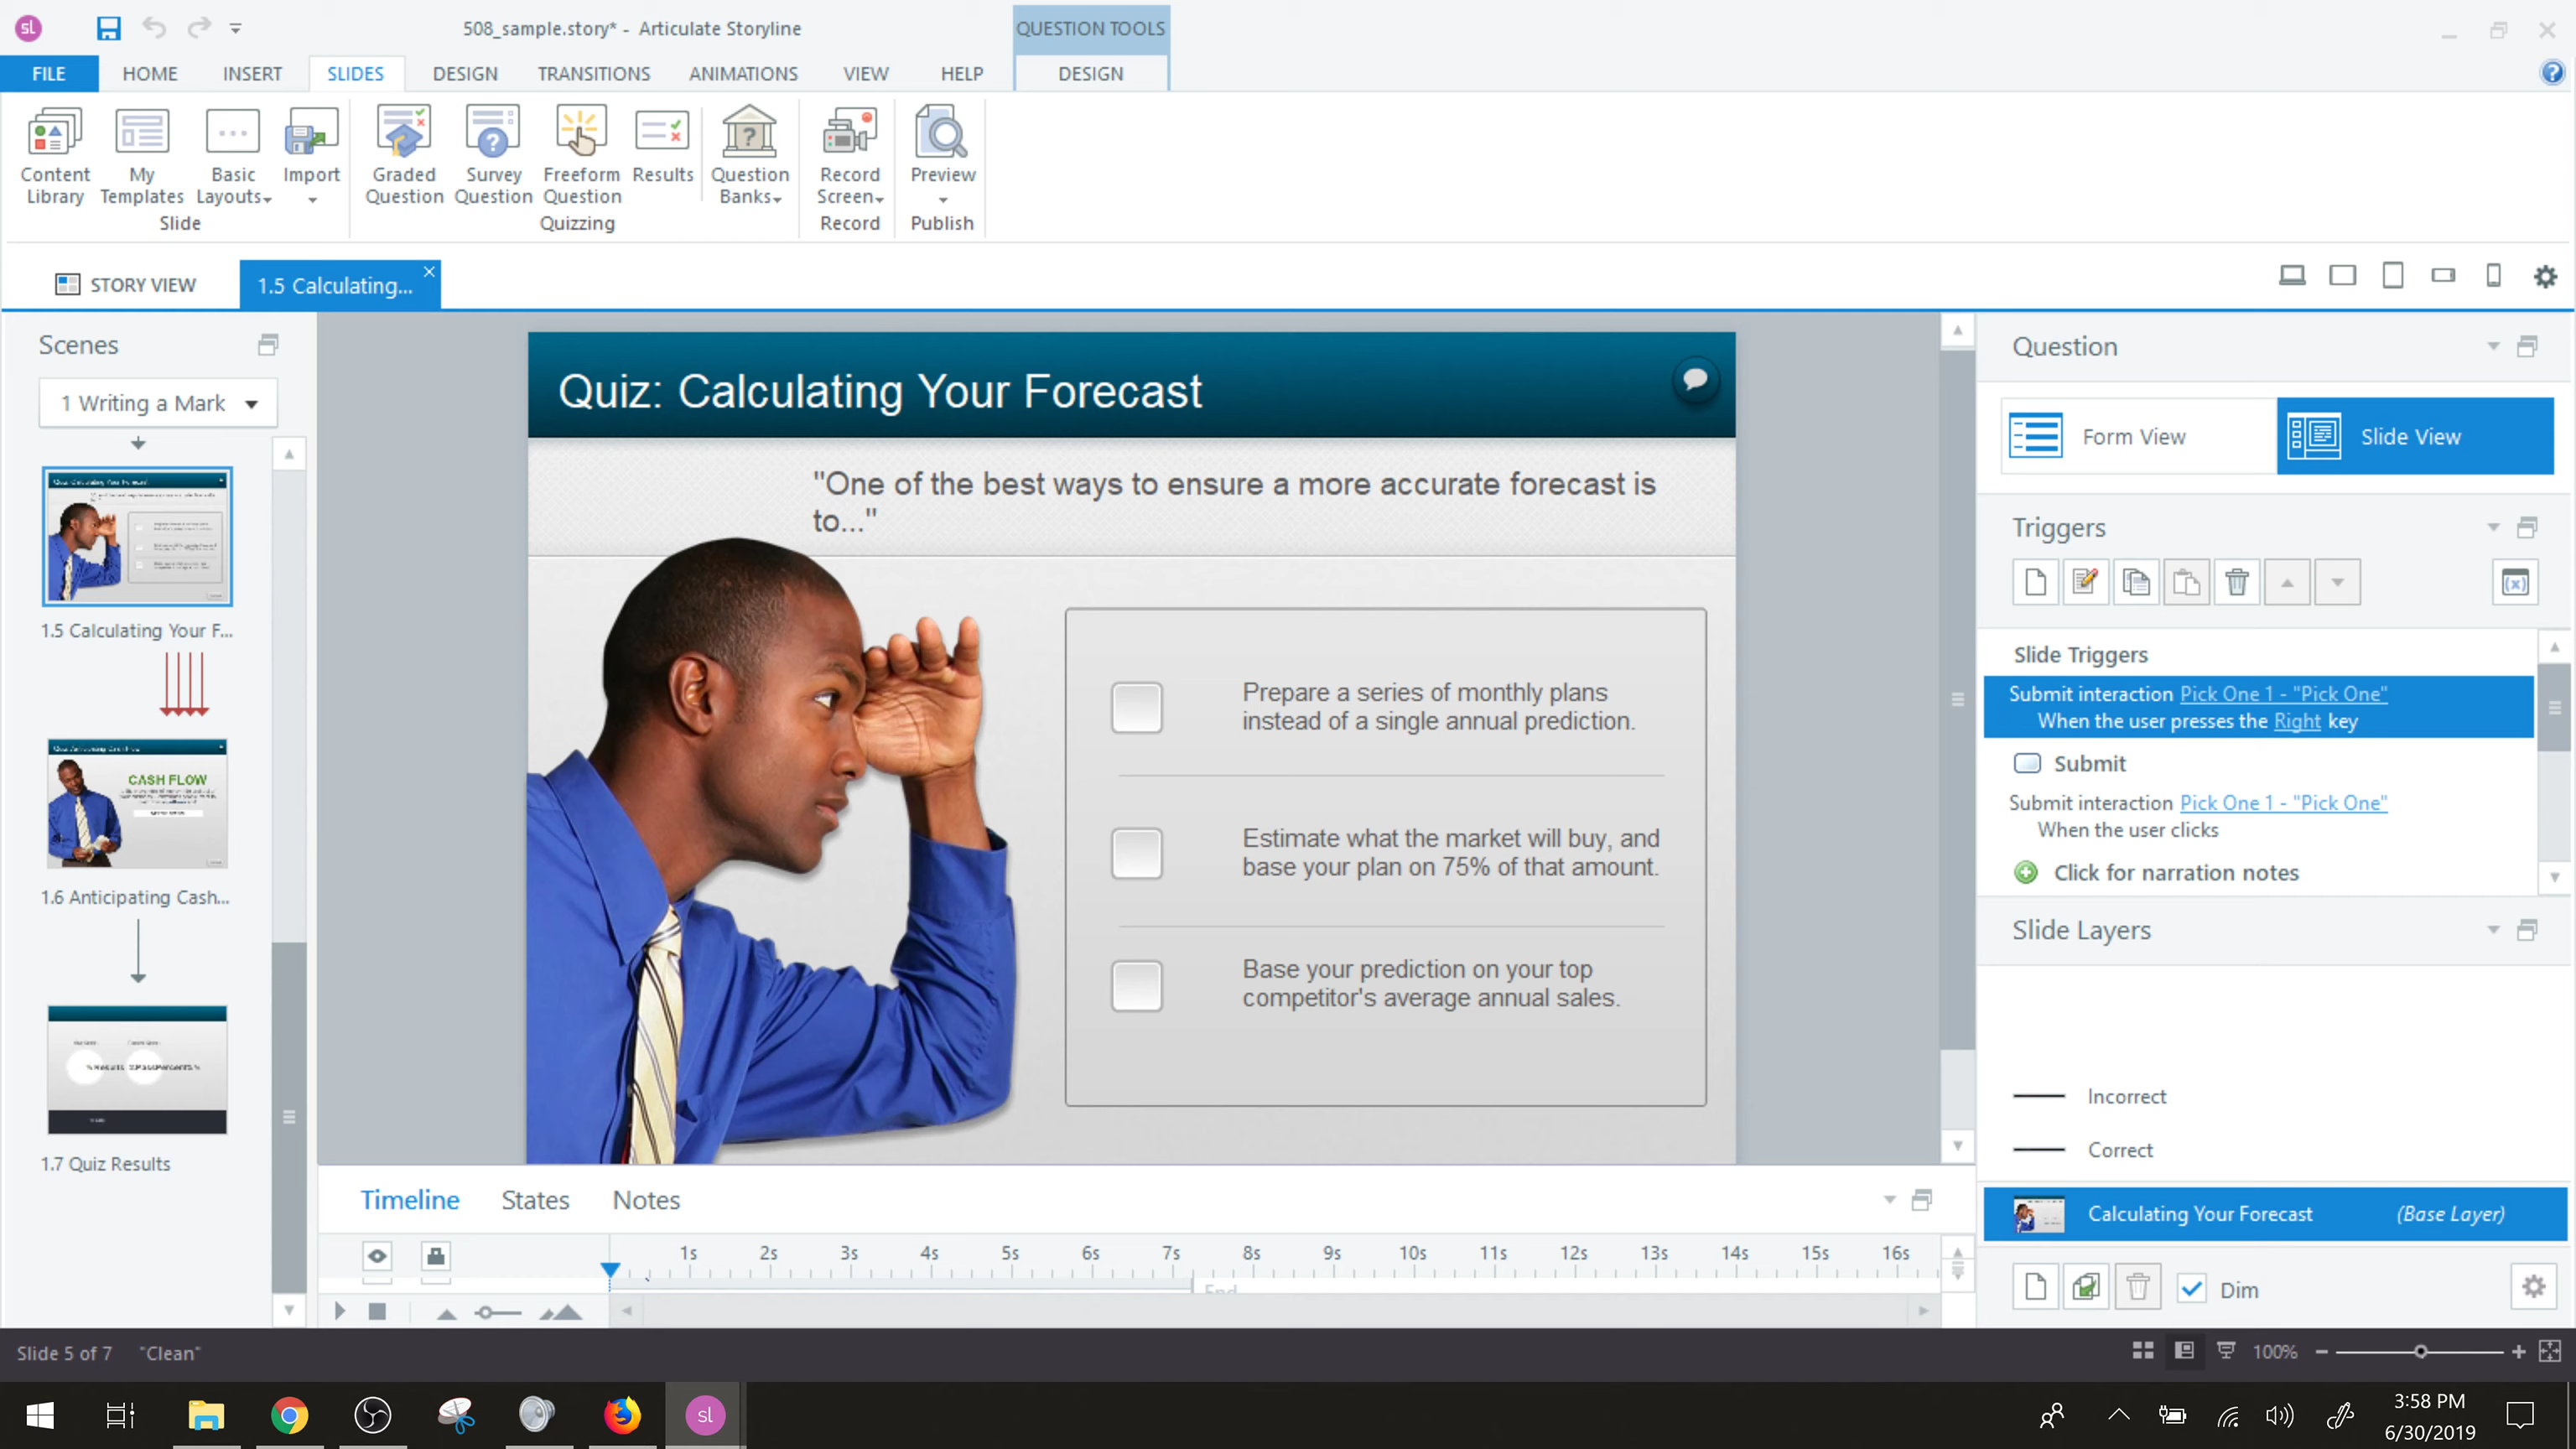 sl
508_sample.story* - Articulate Storyline
QUESTION TOOLS
FILE
HOME
INSERT
SLIDES
DESIGN
TRANSITIONS
ANIMATIONS
VIEW
HELP
DESIGN
Content
Library
My
Templates
Basic
Layouts
Import
Slide
Graded
Question
Survey
Question
Freeform
Question
Results
Question
Banks
Quizzing
Record
Screen
Record
Preview
Publish
STORY VIEW
1.5 Calculating...
Scenes
1 Writing a Mark
1.5 Calculating Your F...
CASH FLOW
1.6 Anticipating Cash...
1.7 Quiz Results
Quiz: Calculating Your Forecast
"One of the best ways to ensure a more accurate forecast is
to..."
Prepare a series of monthly plans
instead of a single annual prediction.
Estimate what the market will buy, and
base your plan on 75% of that amount.
Base your prediction on your top
competitor's average annual sales.
Question
Form View
Slide View
Triggers
(x)
Slide Triggers
Submit interaction Pick One 1 - "Pick One"
When the user presses the Right key
Submit
Submit interaction Pick One 1 - "Pick One"
When the user clicks
Click for narration notes
Slide Layers
Incorrect
Correct
Calculating Your Forecast (Base Layer)
Dim
Timeline
States
Notes
1s 2s 3s 4s 5s 6s 7s 8s 9s 10s 11s 12s 13s 14s 15s 16s
End
Slide 5 of 7 "Clean"
100%
sl
3:58 PM
6/30/2019